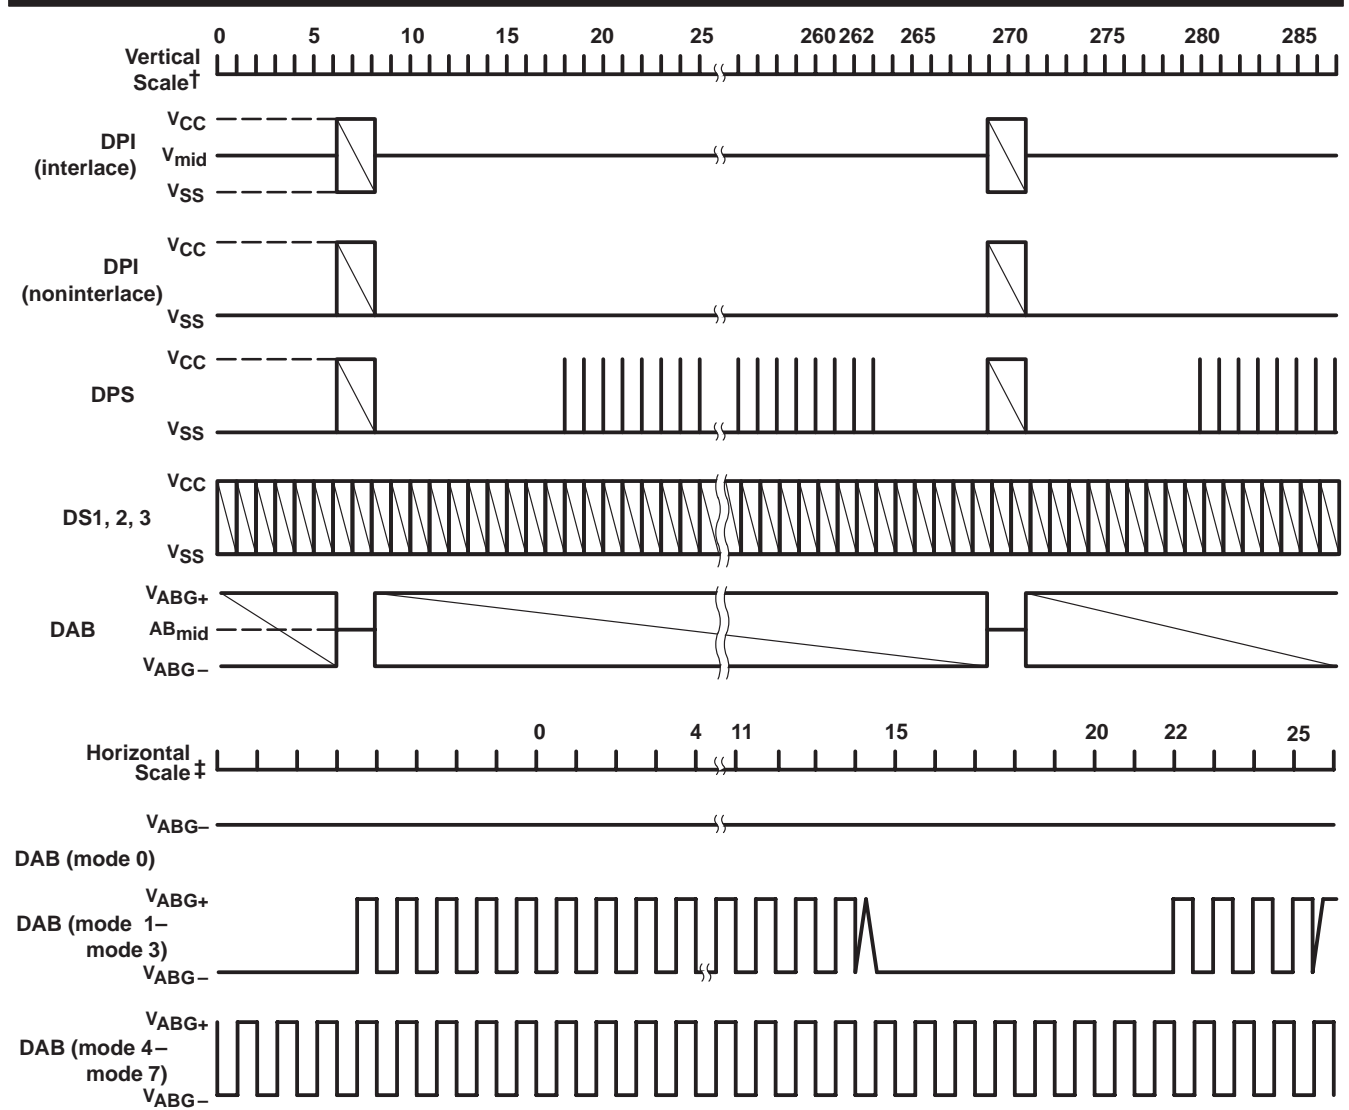 0 5 10 15 20 25 260 262 265 270 275 280 285
Vertical
Scale†
VCC
DPI
(interlace)
Vmid
VSS
VCC
DPI
(noninterlace)
VSS
VCC
DPS
VSS
VCC
DS1, 2, 3
VSS
VABG+
DAB
ABmid
VABG–
0 4 11 15 20 22 25
Horizontal
Scale‡
VABG–
DAB (mode 0)
VABG+
DAB (mode 1–
mode 3)
VABG–
VABG+
DAB (mode 4–
mode 7)
VABG–